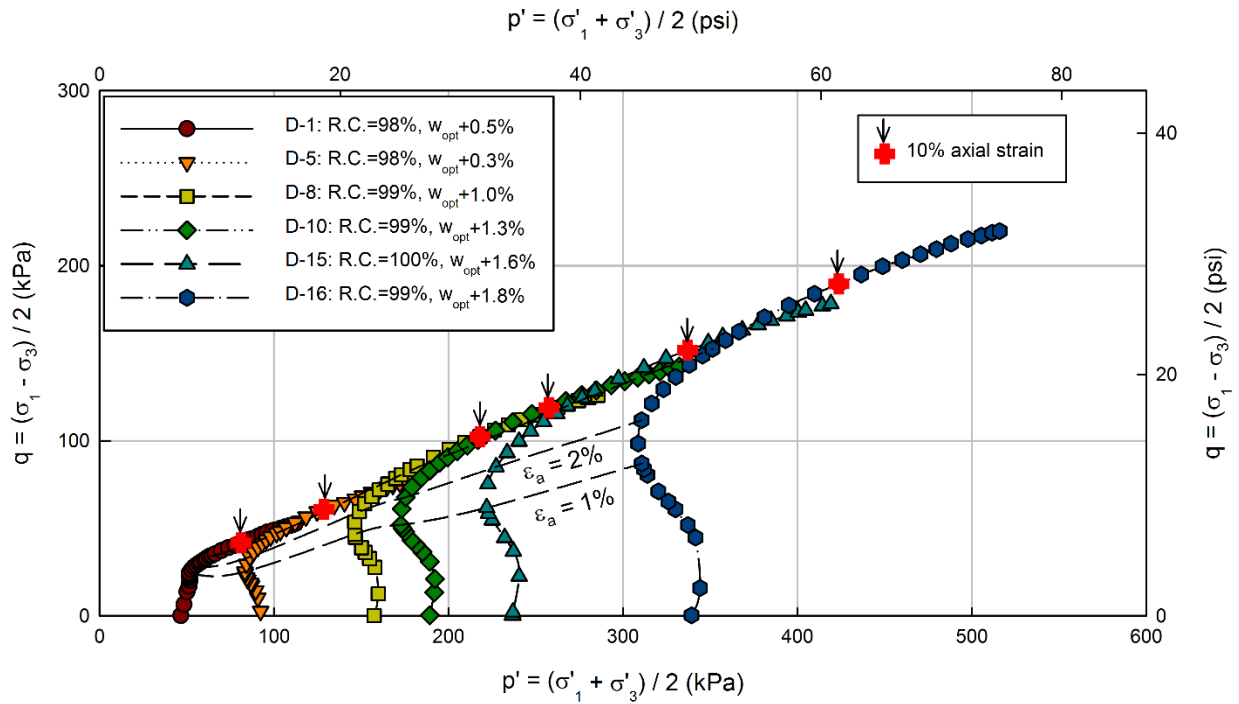 p' = (σ'1 + σ'3) / 2 (psi)
0 20 40 60 80
300
200
100
0
q = (σ1 - σ3) / 2 (kPa)
D-1: R.C.=98%, wopt+0.5%
D-5: R.C.=98%, wopt+0.3%
D-8: R.C.=99%, wopt+1.0%
D-10: R.C.=99%, wopt+1.3%
D-15: R.C.=100%, wopt+1.6%
D-16: R.C.=99%, wopt+1.8%
10% axial strain
εa = 2%
εa = 1%
40
20
0
q = (σ1 - σ3) / 2 (psi)
0 100 200 300 400 500 600
p' = (σ'1 + σ'3) / 2 (kPa)